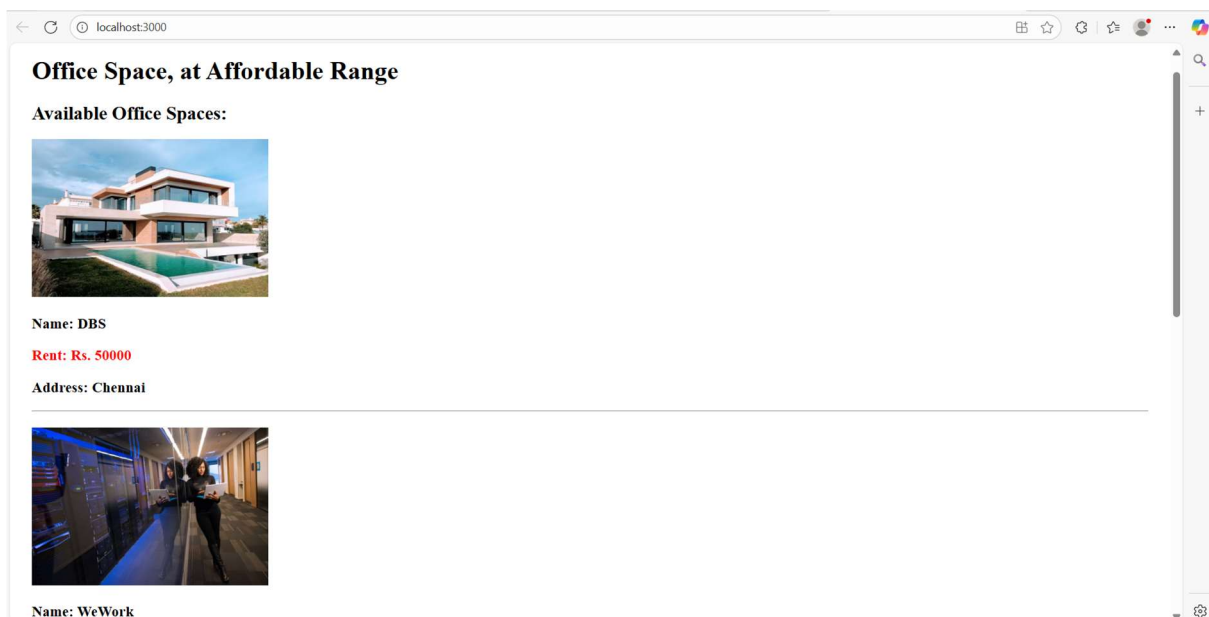 localhost:3000
Office Space, at Affordable Range
Available Office Spaces:
Name: DBS
Rent: Rs. 50000
Address: Chennai
Name: WeWork